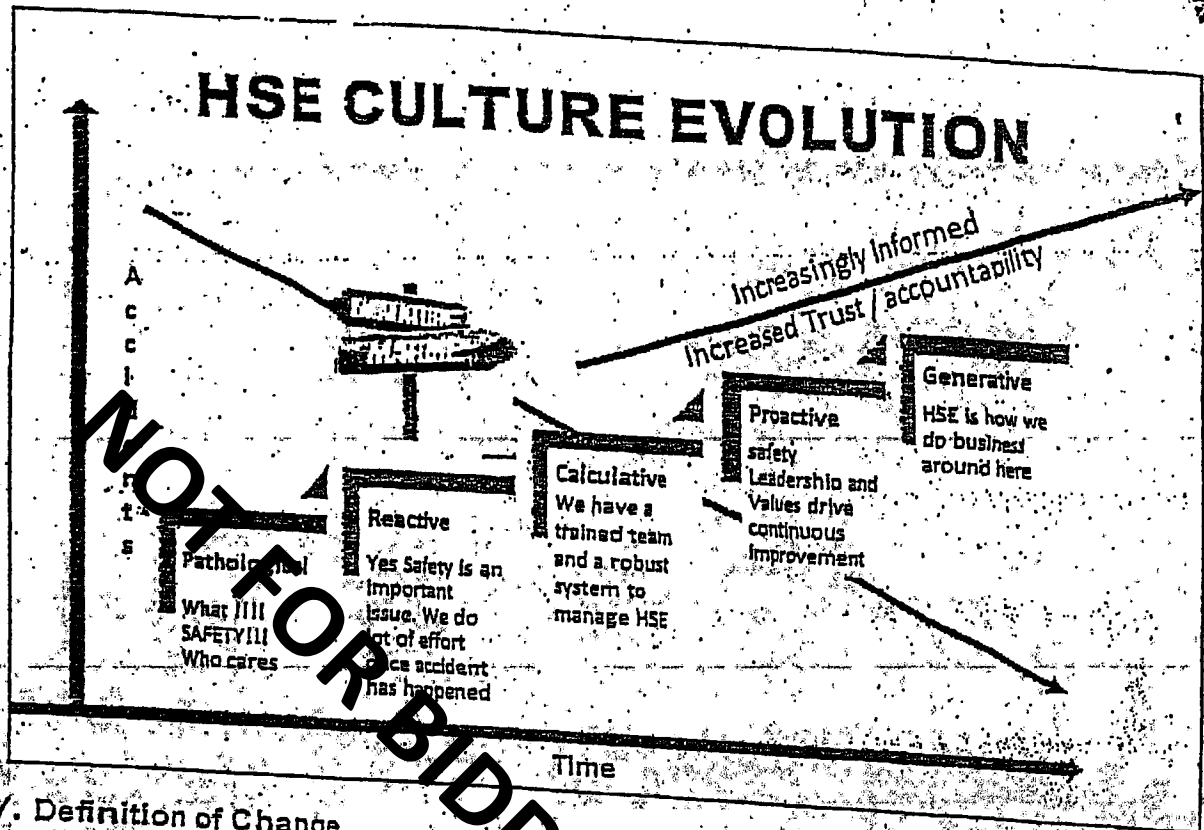 HSE CULTURE EVOLUTION
Accidents
Increasingly Informed
Increased Trust / accountability
Generative
HSE is how we
do business
around here
Proactive
safety
Leadership and
Values drive
continuous
improvement
Calculative
We have a
trained team
and a robust
system to
manage HSE
Reactive
Yes Safety is an
important
issue. We do
lot of effort
once accident
has happened
Pathological
What !!!!
SAFETY!!!
Who cares
Time
NOT FOR BIDD
. Definition of Change